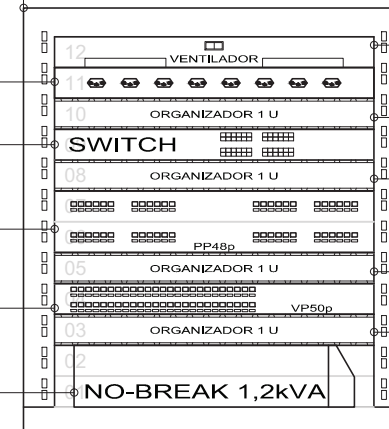 12
VENTILADOR
11
10 ORGANIZADOR 1 U
SWITCH
08 ORGANIZADOR 1 U
PP48p
05 ORGANIZADOR 1 U
VP50p
03 ORGANIZADOR 1 U
02
01 NO-BREAK 1,2kVA